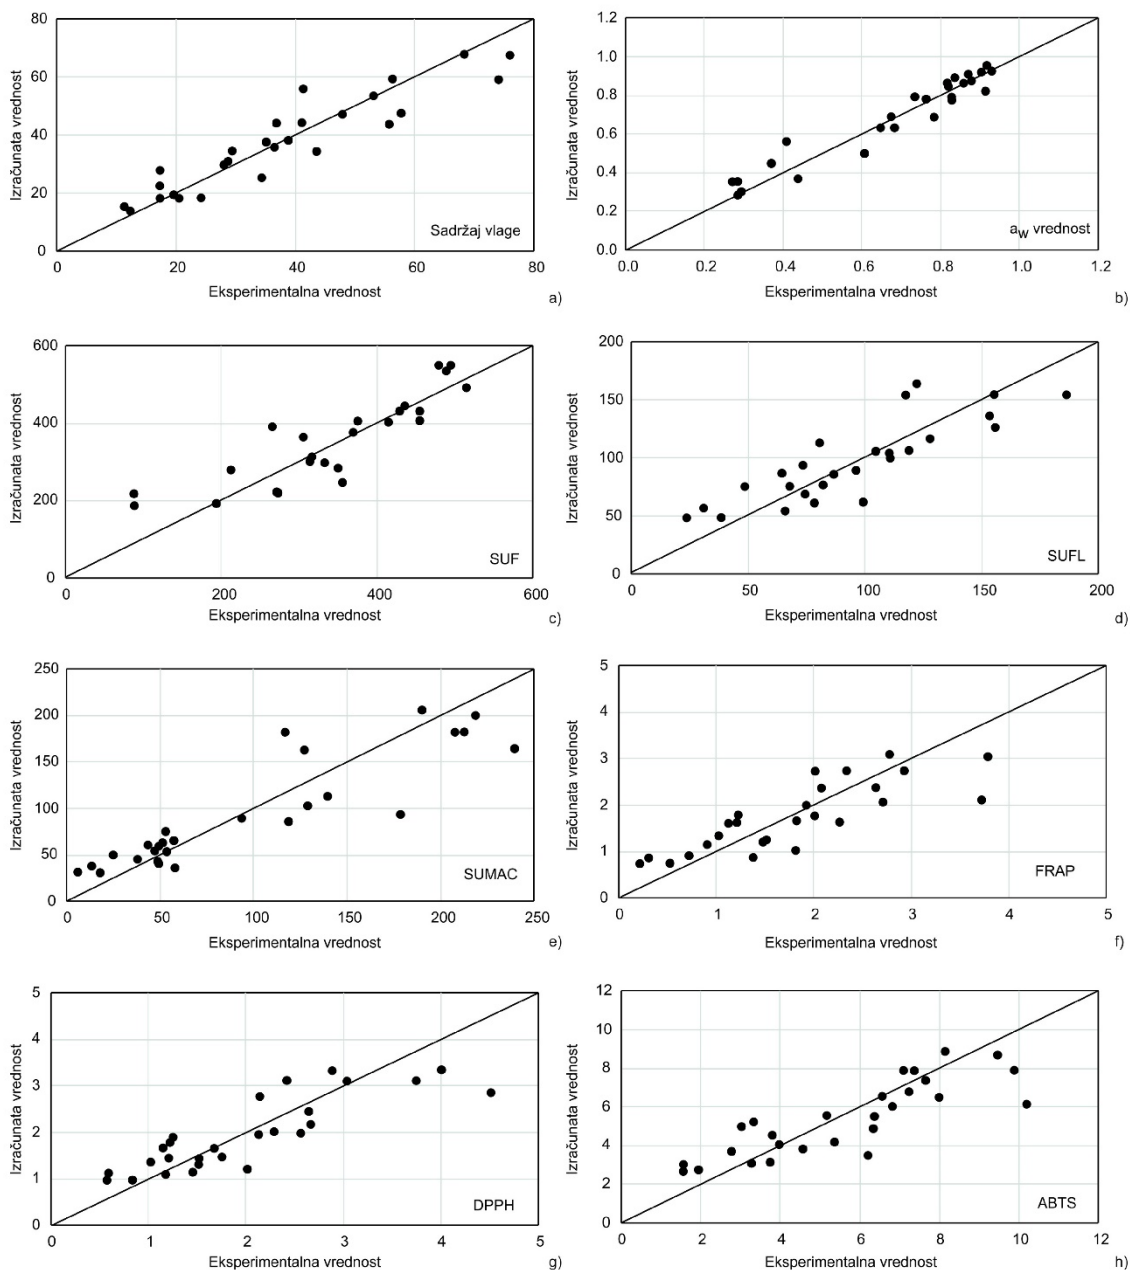 80
60
40
20
0
Izračunata vrednost
Sadržaj vlage
0 20 40 60 80
Eksperimentalna vrednost
a)
1.2
1.0
0.8
0.6
0.4
0.2
0.0
Izračunata vrednost
aw vrednost
0.0 0.2 0.4 0.6 0.8 1.0 1.2
Eksperimentalna vrednost
b)
600
400
200
0
Izračunata vrednost
SUF
0 200 400 600
Eksperimentalna vrednost
c)
200
150
100
50
0
Izračunata vrednost
SUFL
0 50 100 150 200
Eksperimentalna vrednost
d)
250
200
150
100
50
0
Izračunata vrednost
SUMAC
0 50 100 150 200 250
Eksperimentalna vrednost
e)
5
4
3
2
1
0
Izračunata vrednost
FRAP
0 1 2 3 4 5
Eksperimentalna vrednost
f)
5
4
3
2
1
0
Izračunata vrednost
DPPH
0 1 2 3 4 5
Eksperimentalna vrednost
g)
12
10
8
6
4
2
0
Izračunata vrednost
ABTS
0 2 4 6 8 10 12
Eksperimentalna vrednost
h)